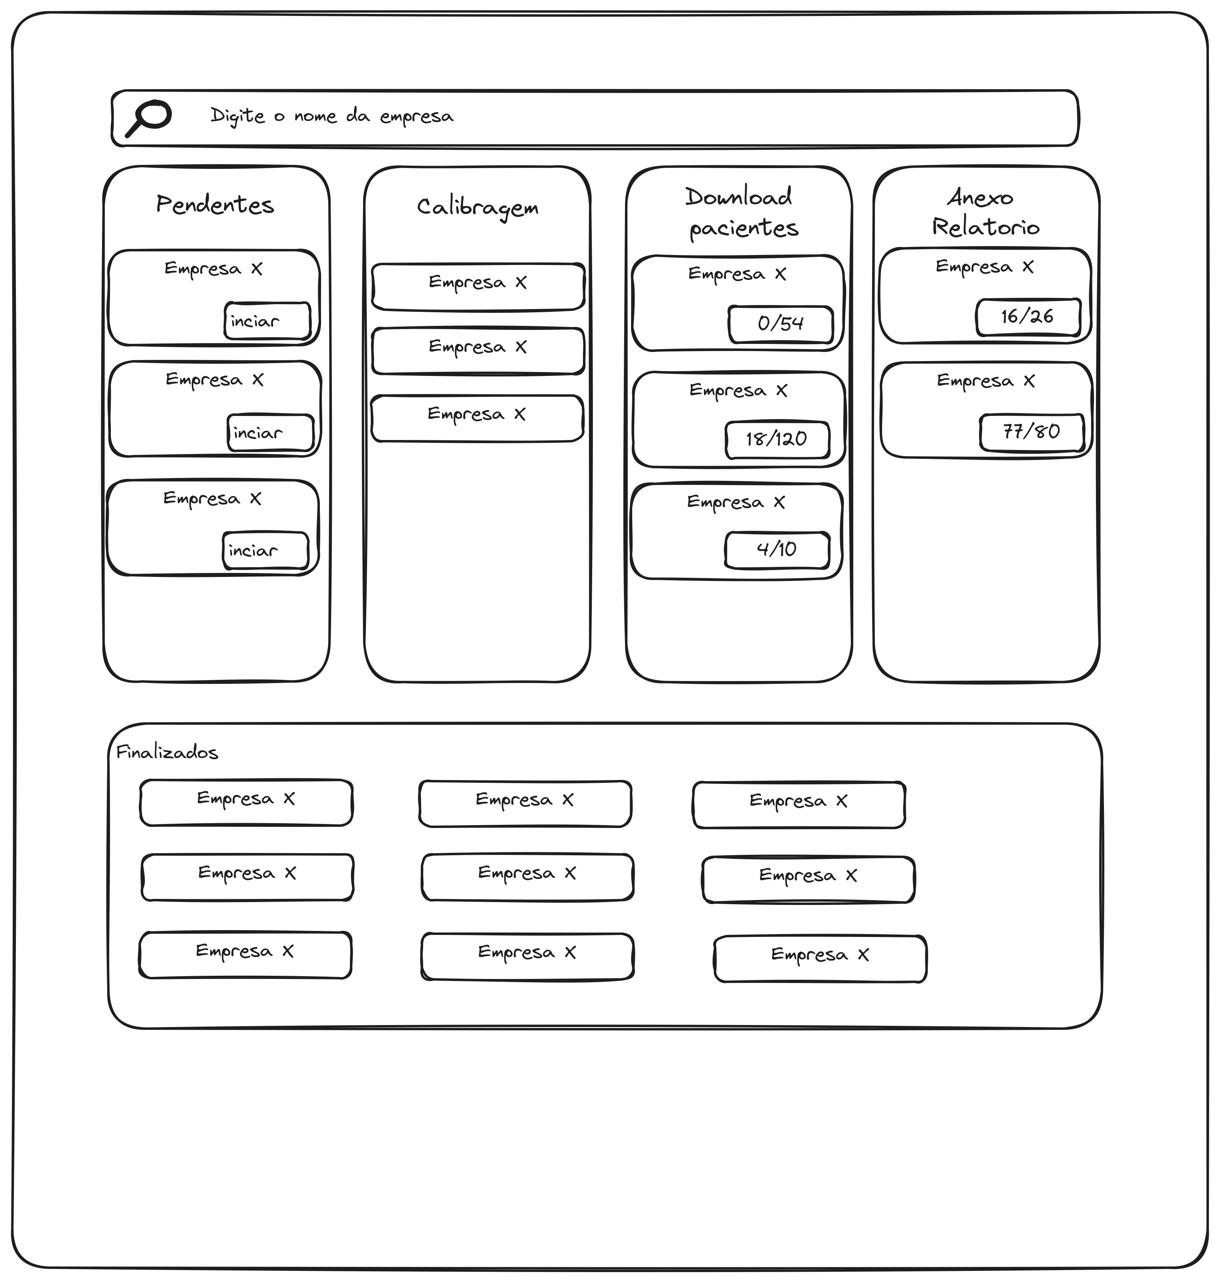 Digite o nome da empresa
Pendentes
Empresa X
inciar
Empresa X
inciar
Empresa X
inciar
Calibragem
Empresa X
Empresa X
Empresa X
Download
pacientes
Empresa X
0/54
Empresa X
18/120
Empresa X
4/10
Anexo
Relatorio
Empresa X
16/26
Empresa X
77/80
Finalizados
Empresa X
Empresa X
Empresa X
Empresa X
Empresa X
Empresa X
Empresa X
Empresa X
Empresa X